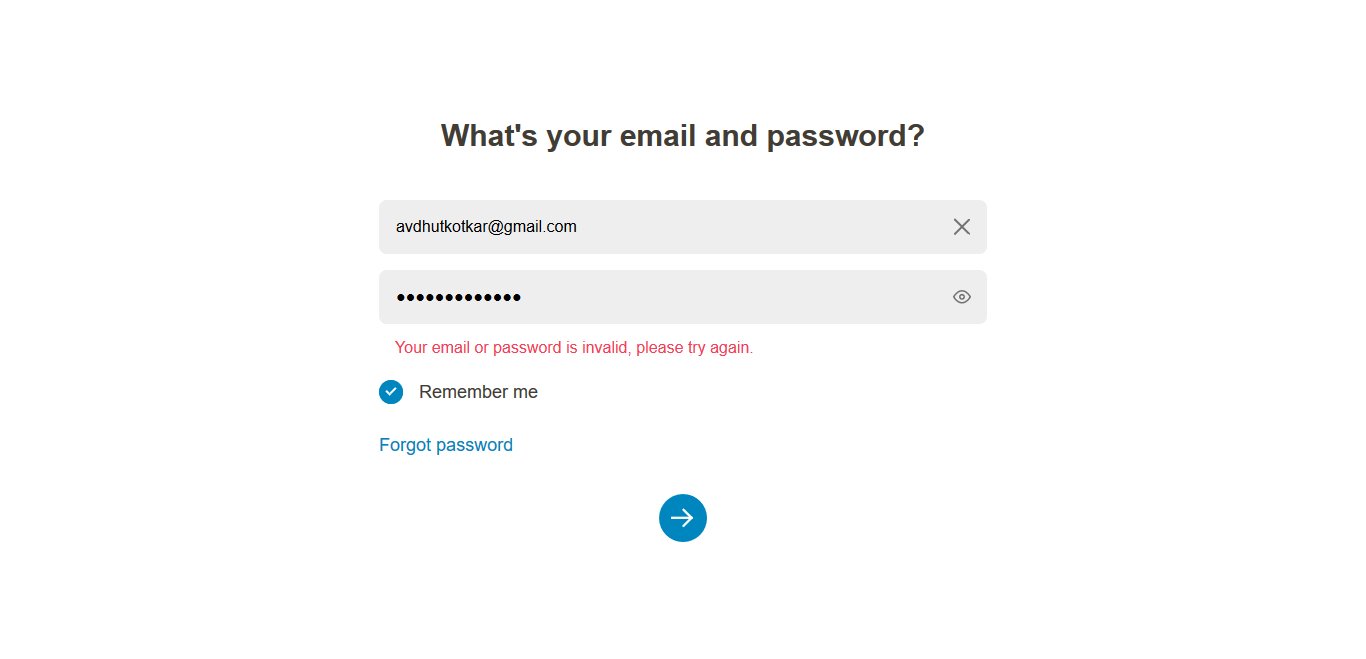 What's your email and password?
avdhutkotkar@gmail.com
•••••••••••••
Your email or password is invalid, please try again.
Remember me
Forgot password